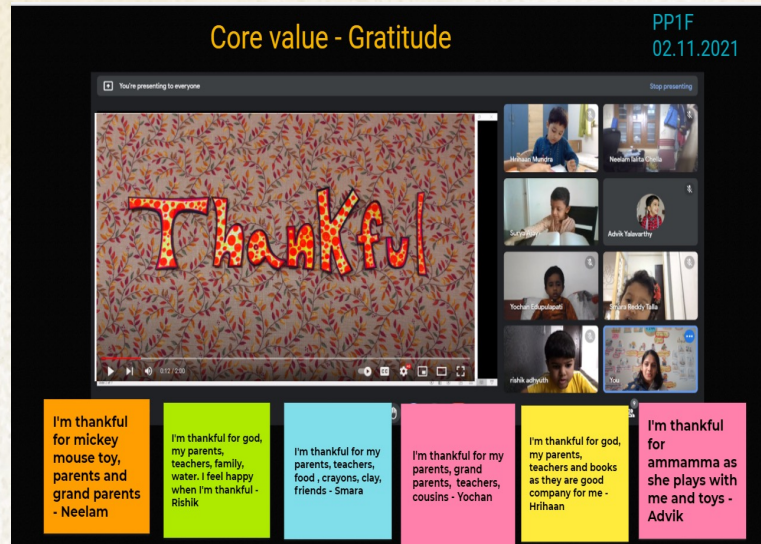 Core value - Gratitude
PP1F
02.11.2021
You're presenting to everyone
Stop presenting
Thankful
0:12 / 2:00
Hrihaan Mundra
Neelam lalita Chella
Advik Yalavarthy
Yochan Edupulapati
Smara Reddy Talla
rishik adhyuth
You
I'm thankful
for mickey
mouse toy,
parents and
grand parents
- Neelam
I'm thankful for god,
my parents,
teachers, family,
water. I feel happy
when I'm thankful -
Rishik
I'm thankful for my
parents, teachers,
food , crayons, clay,
friends - Smara
I'm thankful for my
parents, grand
parents, teachers,
cousins - Yochan
I'm thankful for god,
my parents,
teachers and books
as they are good
company for me -
Hrihaan
I'm thankful
for
ammamma as
she plays with
me and toys -
Advik